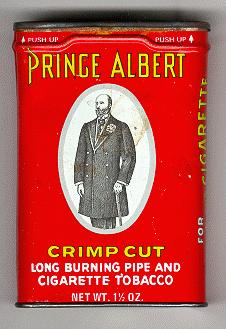 PUSH UP PUSH UP
PRINCE ALBERT
CRIMP CUT
LONG BURNING PIPE AND
CIGARETTE TOBACCO
NET WT. 1½ OZ.
FOR CIGARETTE